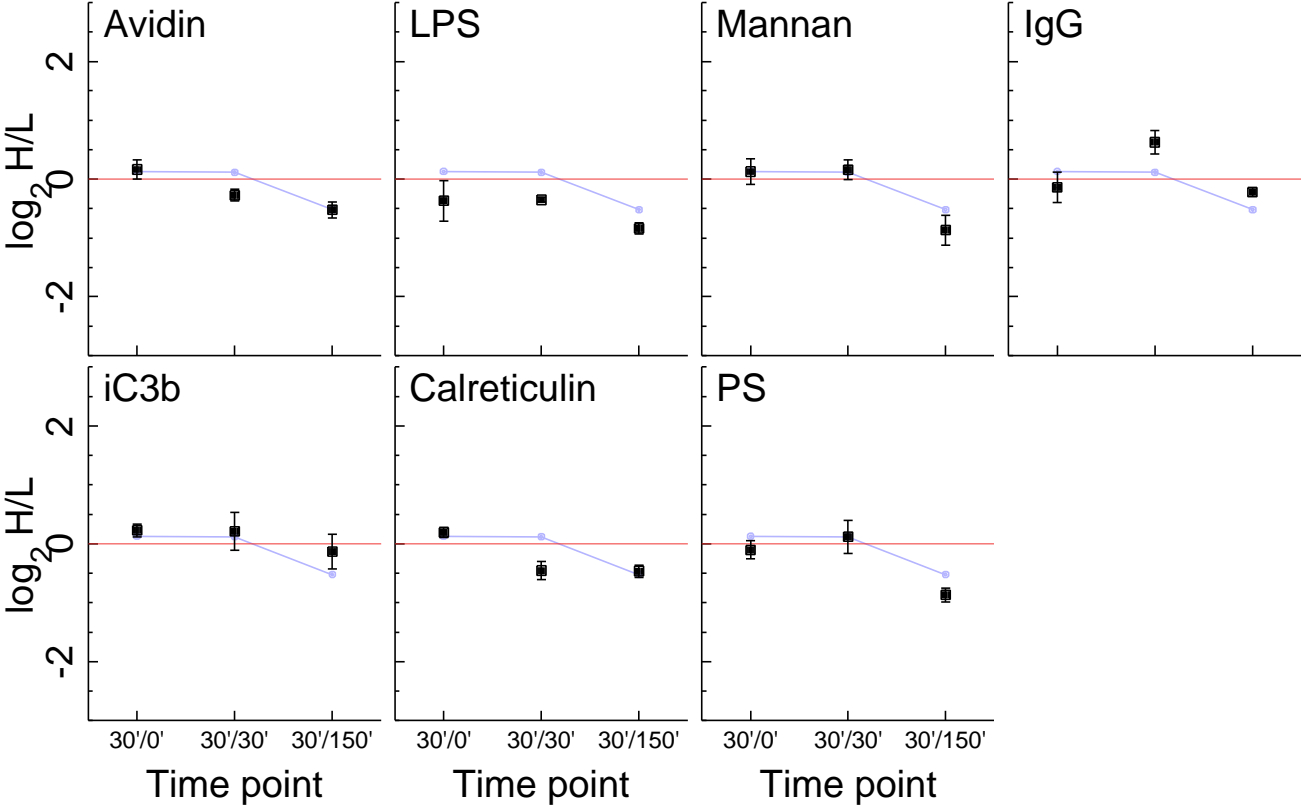 Avidin
LPS
Mannan
IgG
log2 H/L
2
0
-2
iC3b
Calreticulin
PS
log2 H/L
2
0
-2
30'/0' 30'/30' 30'/150'
30'/0' 30'/30' 30'/150'
30'/0' 30'/30' 30'/150'
Time point
Time point
Time point